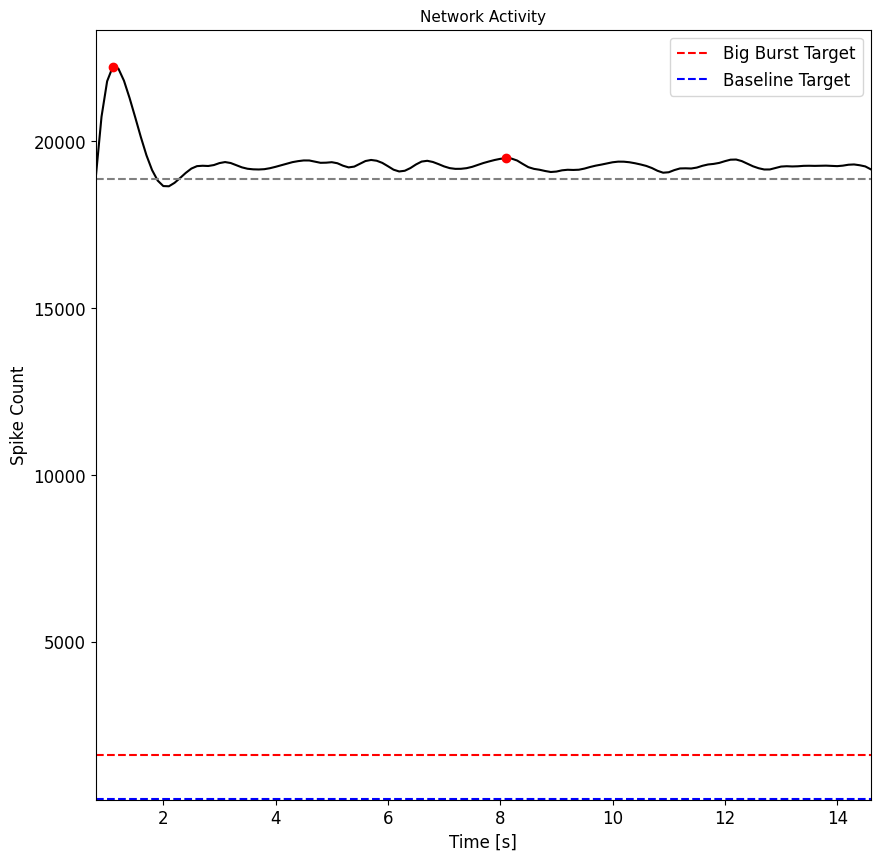 Network Activity
Big Burst Target
Baseline Target
20000
15000
10000
5000
Spike Count
2 4 6 8 10 12 14
Time [s]